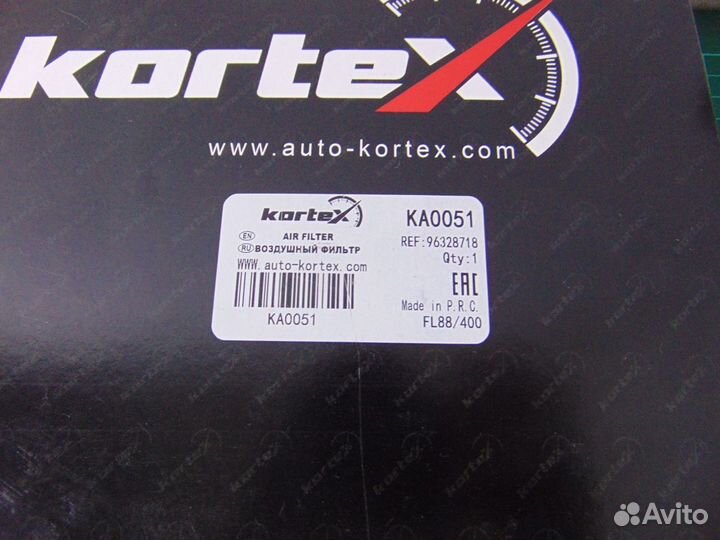 kortex
www.auto-kortex.com
kortex
KA0051
EN AIR FILTER
REF:96328718
RU ВОЗДУШНЫЙ ФИЛЬТР
Qty:1
WWW.auto-kortex.com
EAC
Made in P.R.C.
KA0051
FL88/400
Avito